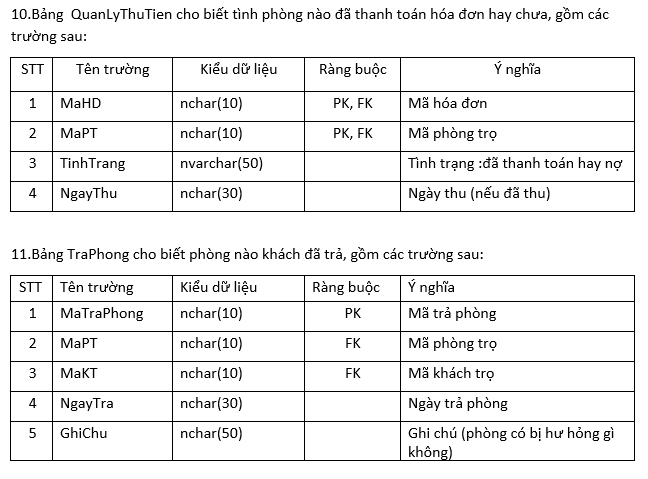 10.Bảng QuanLyThuTien cho biết tình phòng nào đã thanh toán hóa đơn hay chưa, gồm các
trường sau:
STT Tên trường Kiểu dữ liệu Ràng buộc Ý nghĩa
1 MaHD nchar(10) PK, FK Mã hóa đơn
2 MaPT nchar(10) PK, FK Mã phòng trọ
3 TinhTrang nvarchar(50) Tình trạng :đã thanh toán hay nợ
4 NgayThu nchar(30) Ngày thu (nếu đã thu)
11.Bảng TraPhong cho biết phòng nào khách đã trả, gồm các trường sau:
STT Tên trường Kiểu dữ liệu Ràng buộc Ý nghĩa
1 MaTraPhong nchar(10) PK Mã trả phòng
2 MaPT nchar(10) FK Mã phòng trọ
3 MaKT nchar(10) FK Mã khách trọ
4 NgayTra nchar(30) Ngày trả phòng
5 GhiChu nchar(50) Ghi chú (phòng có bị hư hỏng gì
không)